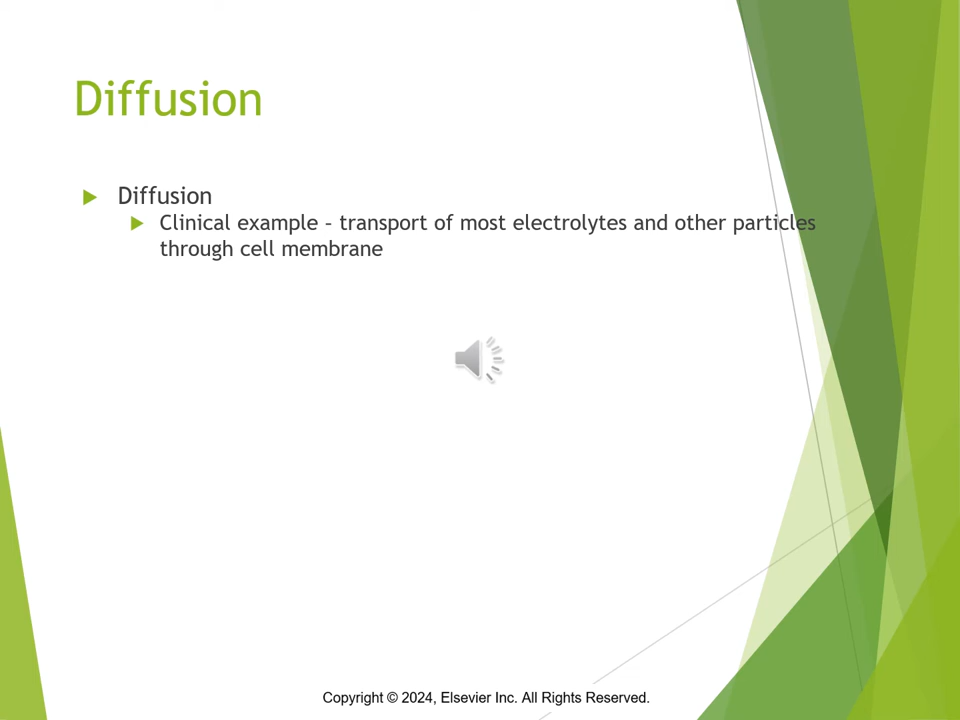 Diffusion
Diffusion
Clinical example – transport of most electrolytes and other particles
through cell membrane
Copyright © 2024, Elsevier Inc. All Rights Reserved.